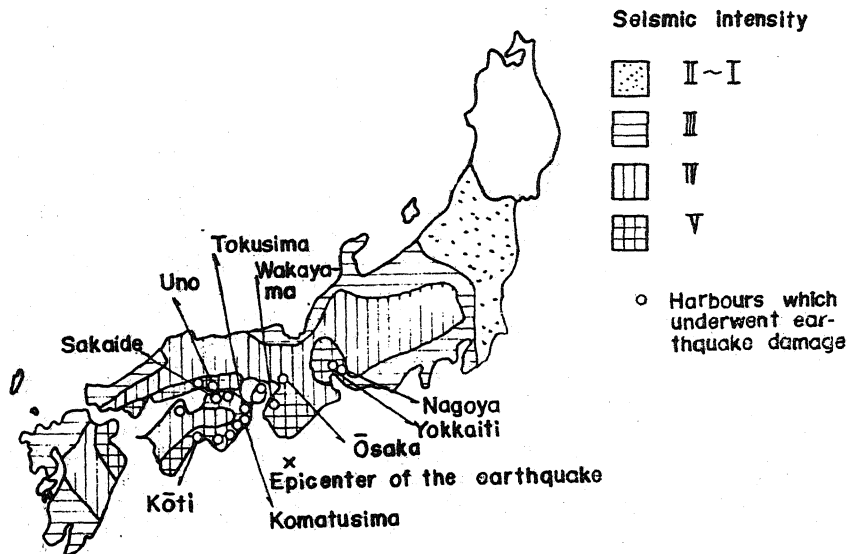 Seismic intensity
II~I
III
IV
V
Harbours which
underwent ear-
thquake damage
Tokusima
Wakaya-
ma
Uno
Sakaide
Nagoya
Yokkaiti
Ōsaka
× Epicenter of the earthquake
Kōti
Komatusima